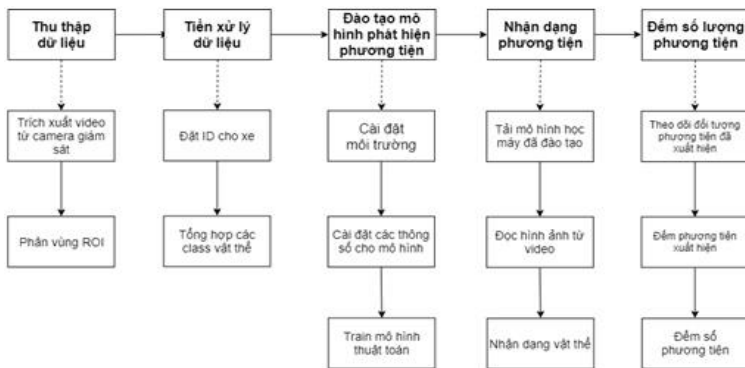 Thu thập
dữ liệu
Tiền xử lý
dữ liệu
Đào tạo mô
hình phát hiện
phương tiện
Nhận dạng
phương tiện
Đếm số lượng
phương tiện
Trích xuất video
từ camera giám
sát
Đặt ID cho xe
Cài đặt
môi trường
Tải mô hình học
máy đã đào tạo
Theo dõi đối tượng
phương tiện đã
xuất hiện
Phân vùng ROI
Tổng hợp các
class vật thể
Cài đặt các thông
số cho mô hình
Đọc hình ảnh từ
video
Đếm phương tiện
xuất hiện
Train mô hình
thuật toán
Nhận dạng vật thể
Đếm số
phương tiện